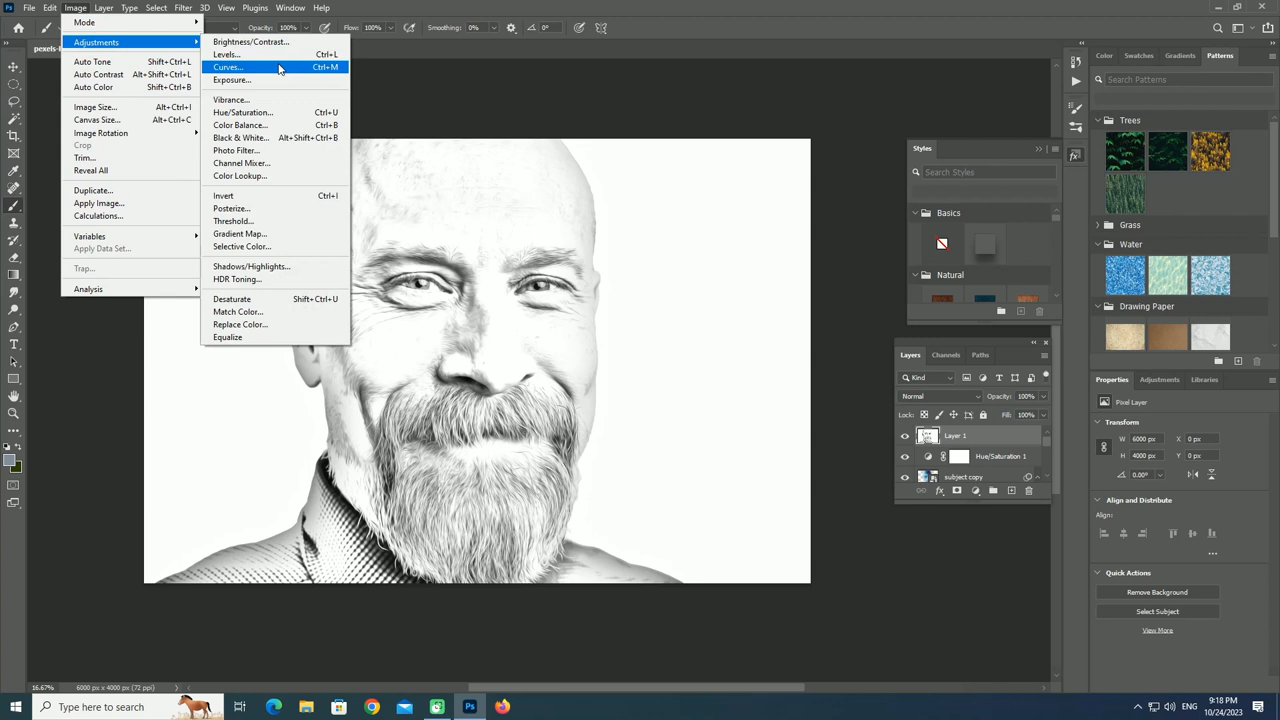 Ps File Edit Image Layer Type Select Filter 3D View Plugins Window Help
Opacity: 100% Flow: 100% Smoothing: 0% 0°
Mode
Adjustments
Auto Tone Shift+Ctrl+L
Auto Contrast Alt+Shift+Ctrl+L
Auto Color Shift+Ctrl+B
Image Size... Alt+Ctrl+I
Canvas Size... Alt+Ctrl+C
Image Rotation
Crop
Trim...
Reveal All
Duplicate...
Apply Image...
Calculations...
Variables
Apply Data Set...
Trap...
Analysis
Brightness/Contrast...
Levels... Ctrl+L
Curves... Ctrl+M
Exposure...
Vibrance...
Hue/Saturation... Ctrl+U
Color Balance... Ctrl+B
Black & White... Alt+Shift+Ctrl+B
Photo Filter...
Channel Mixer...
Color Lookup...
Invert Ctrl+I
Posterize...
Threshold...
Gradient Map...
Selective Color...
Shadows/Highlights...
HDR Toning...
Desaturate Shift+Ctrl+U
Match Color...
Replace Color...
Equalize
pexels-l
Color Swatches Gradients Patterns
Search Patterns
Trees
Grass
Water
Drawing Paper
Styles
Search Styles
Basics
Natural
Layers Channels Paths
Kind
Normal Opacity: 100%
Lock: Fill: 100%
Layer 1
Hue/Saturation 1
subject copy
Properties Adjustments Libraries
Pixel Layer
Transform
W 6000 px X 0 px
H 4000 px Y 0 px
0.00°
Align and Distribute
Align:
Quick Actions
Remove Background
Select Subject
View More
16.67% 6000 px x 4000 px (72 ppi)
Type here to search
Ps
9:18 PM
10/24/2023